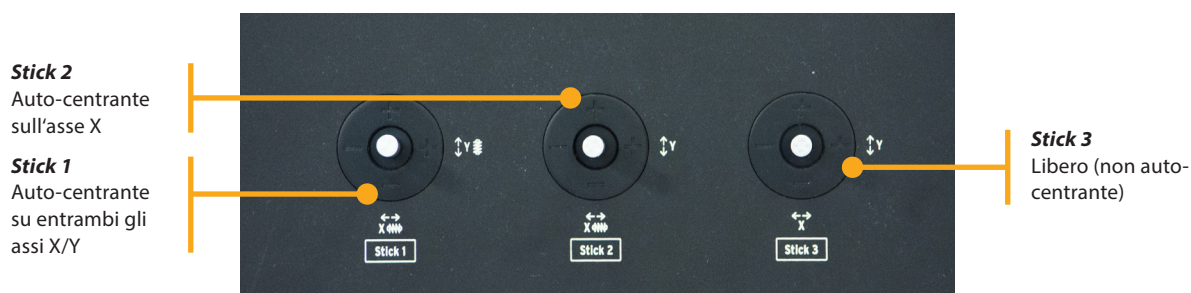 Stick 2
Auto-centrante
sull'asse X
Stick 1
Auto-centrante
su entrambi gli
assi X/Y
Stick 3
Libero (non auto-
centrante)
Y
Y
Y
X
X
X
Stick 1
Stick 2
Stick 3